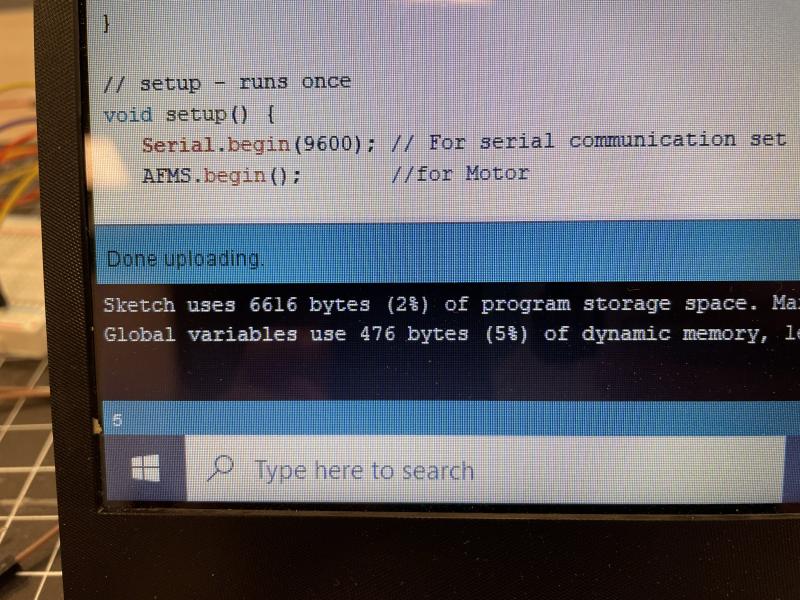 }
// setup - runs once
void setup() {
Serial.begin(9600); // For serial communication set
AFMS.begin(); //for Motor
Done uploading.
Sketch uses 6616 bytes (2%) of program storage space. Ma
Global variables use 476 bytes (5%) of dynamic memory, le
5
Type here to search